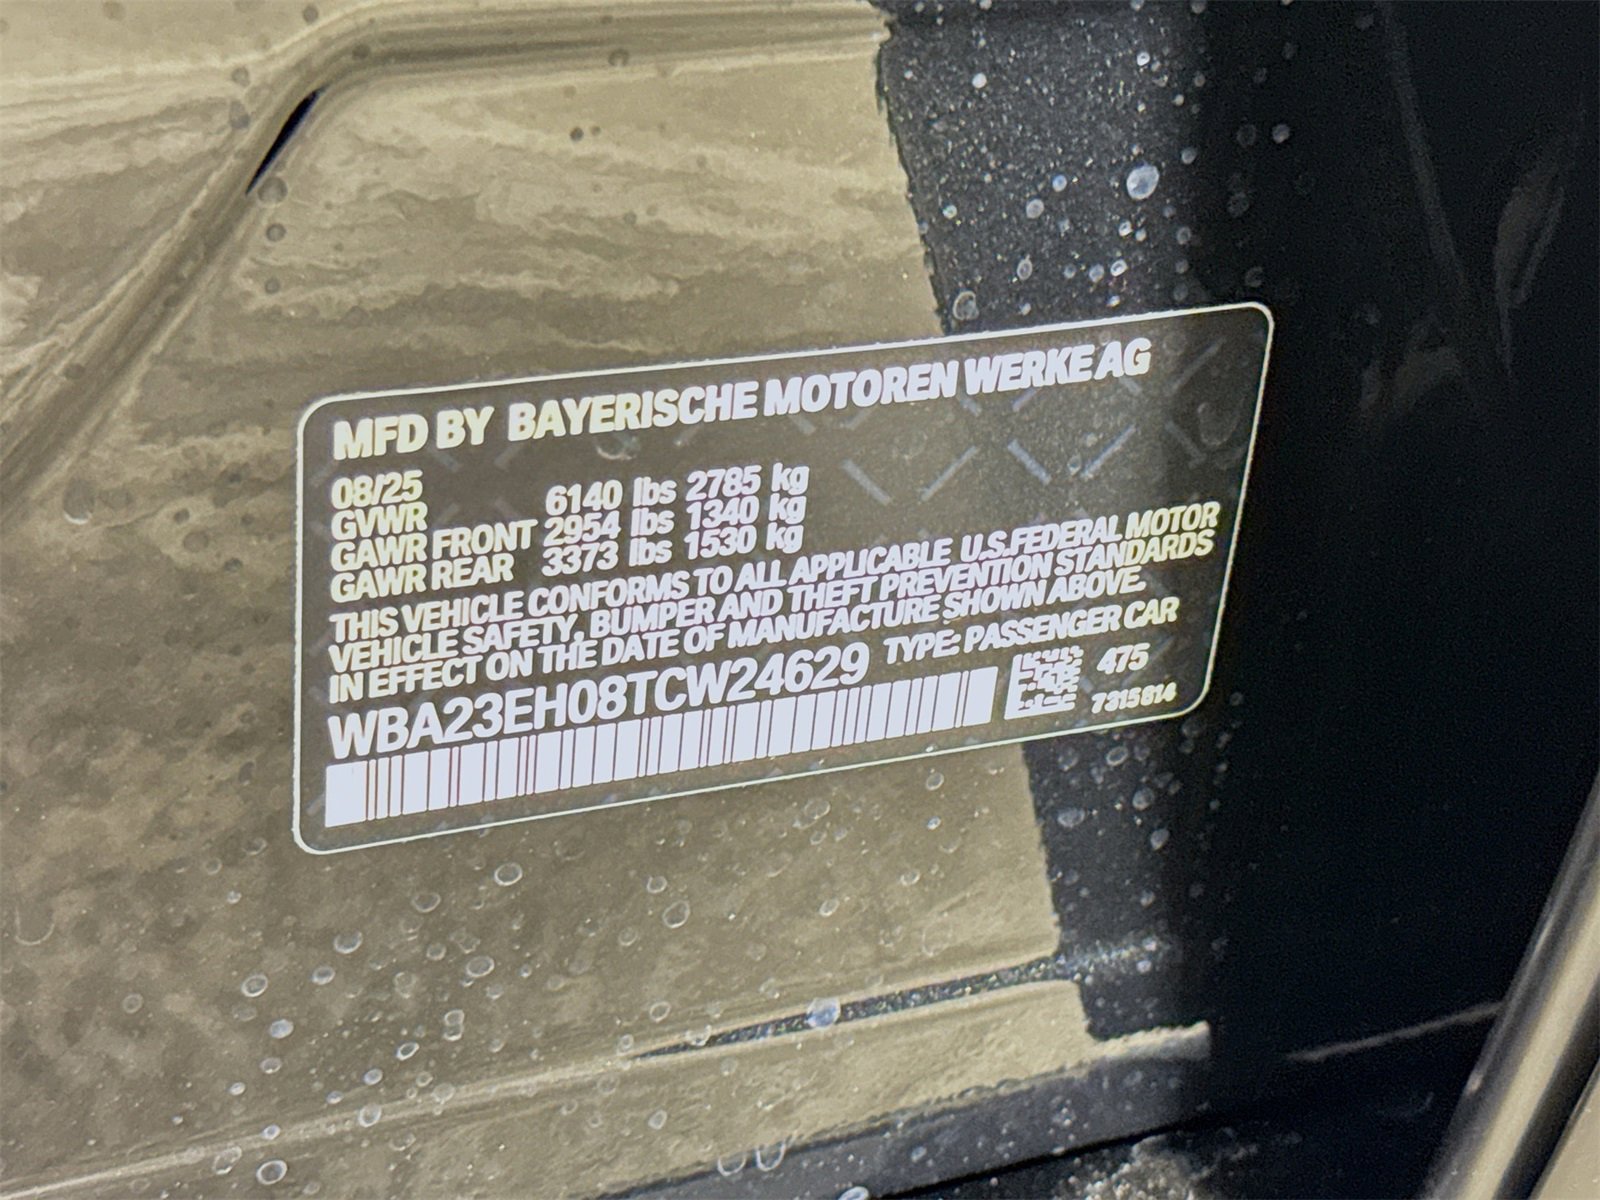 MFD BY BAYERISCHE MOTOREN WERKE AG
08/25
GVWR 6140 lbs 2785 kg
GAWR FRONT 2954 lbs 1340 kg
GAWR REAR 3373 lbs 1530 kg
THIS VEHICLE CONFORMS TO ALL APPLICABLE U.S.FEDERAL MOTOR
VEHICLE SAFETY, BUMPER AND THEFT PREVENTION STANDARDS
IN EFFECT ON THE DATE OF MANUFACTURE SHOWN ABOVE.
WBA23EH08TCW24629 TYPE: PASSENGER CAR
475
7315814